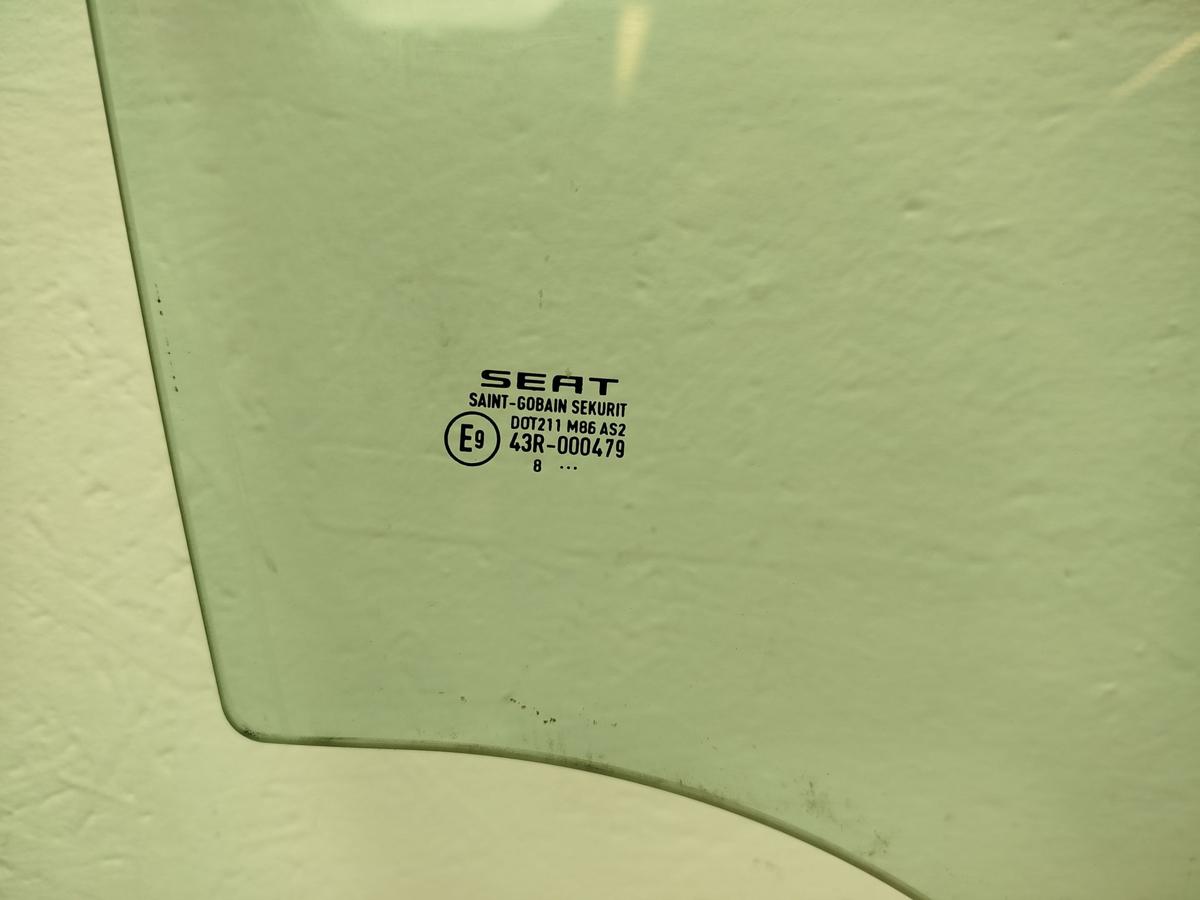 SEAT
SAINT-GOBAIN SEKURIT
DOT211 M86 AS2
E9 43R-000479
8 ...